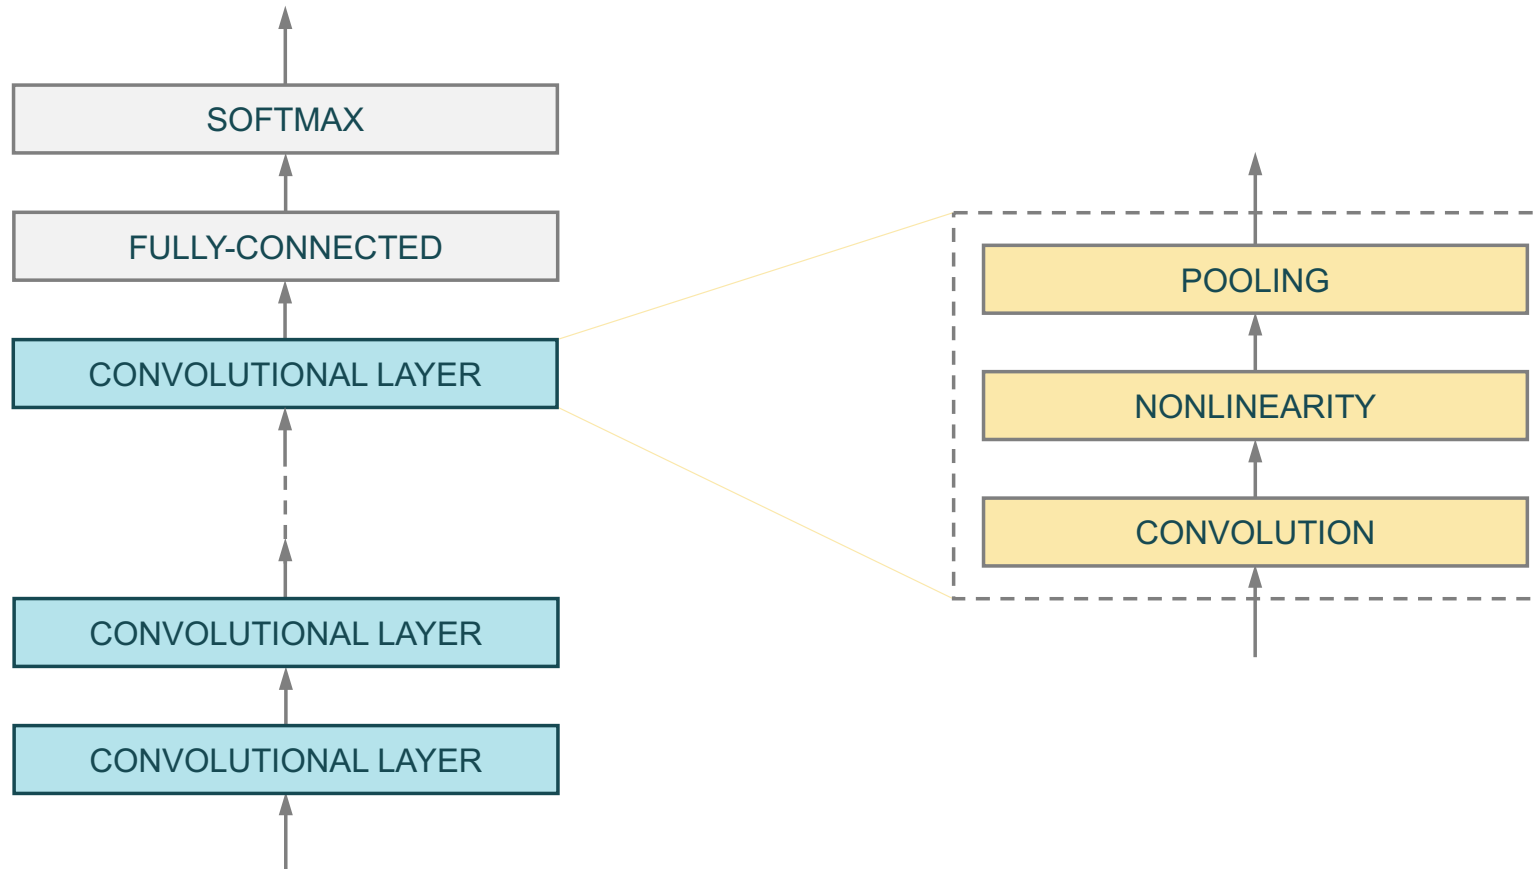 SOFTMAX
FULLY-CONNECTED
CONVOLUTIONAL LAYER
CONVOLUTIONAL LAYER
CONVOLUTIONAL LAYER
POOLING
NONLINEARITY
CONVOLUTION